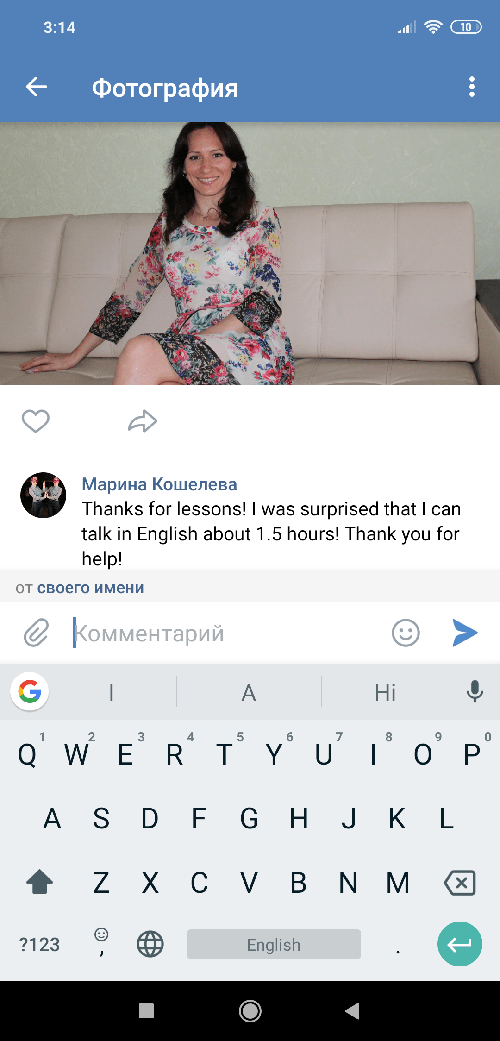 3:14
10
Фотография
Марина Кошелева
Thanks for lessons! I was surprised that I can
talk in English about 1.5 hours! Thank you for
help!
от своего имени
Комментарий
G I A Hi
1 2 3 4 5 6 7 8 9 0
Q W E R T Y U I O P
A S D F G H J K L
Z X C V B N M
?123 , English .